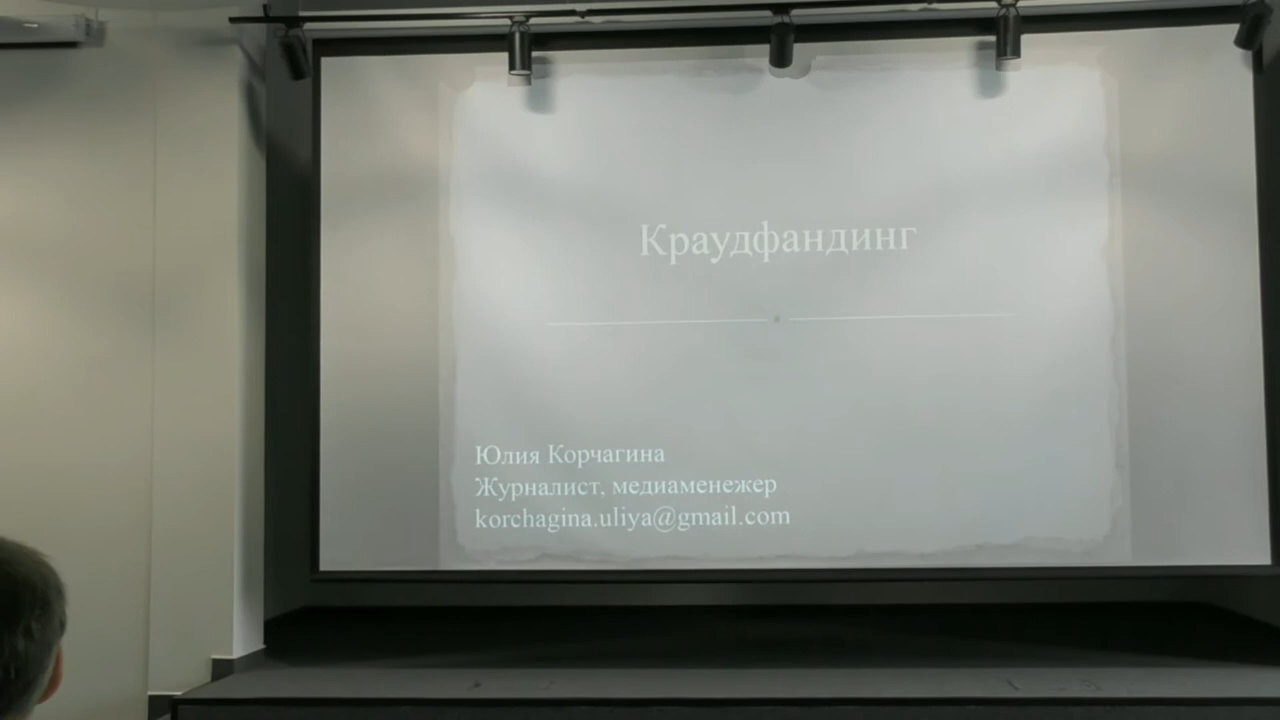 Краудфандинг
Юлия Корчагина
Журналист, медиаменежер
korchagina.uliya@gmail.com